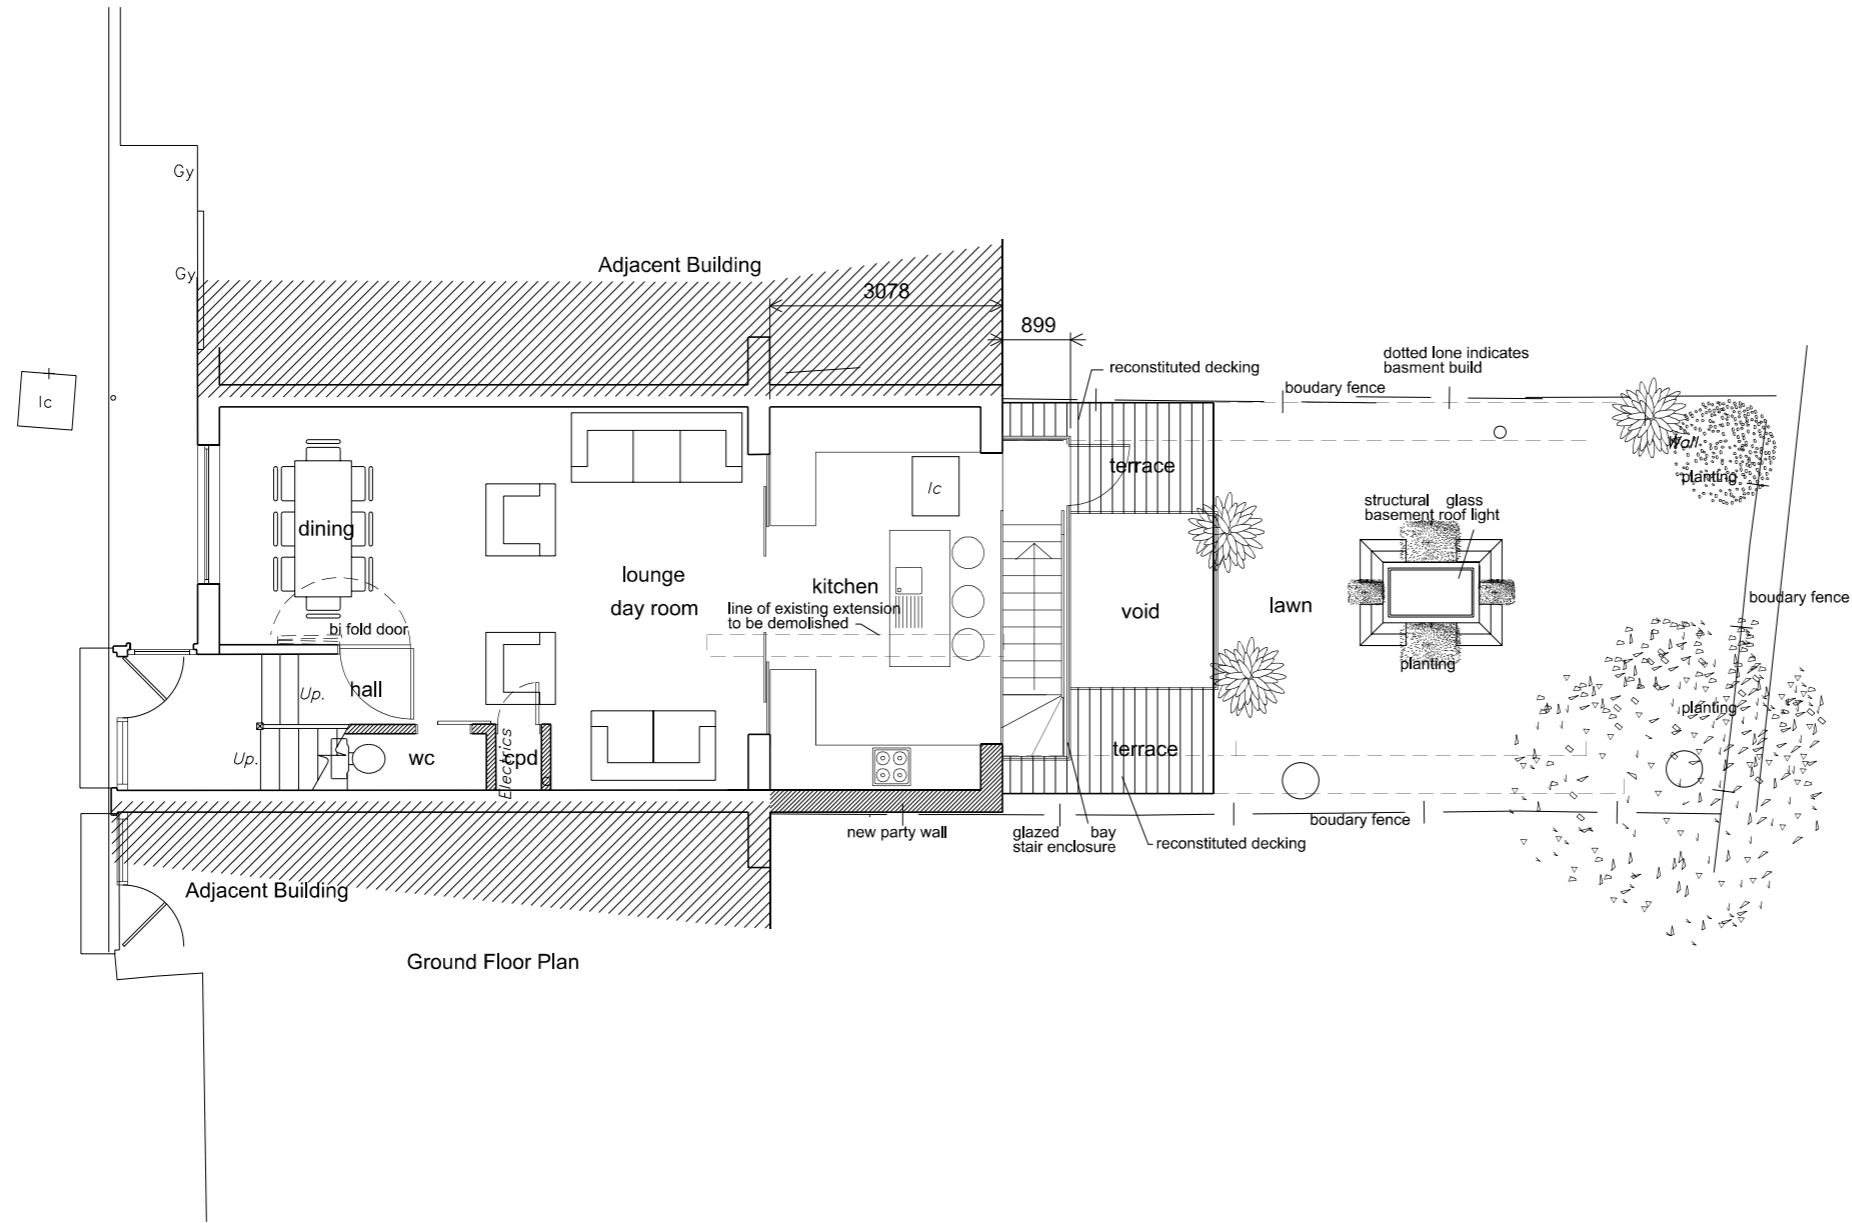 Gy
Gy
Adjacent Building
3078
899
reconstituted decking
dotted lone indicates
basment build
boudary fence
Ic
Wall
planting
terrace
Ic
structural glass
basement roof light
dining
lounge
day room
kitchen
line of existing extension
to be demolished
void
lawn
boudary fence
bi fold door
planting
hall
Up.
planting
Up.
wc
Electrics
cpd
terrace
new party wall
glazed bay
stair enclosure
reconstituted decking
boudary fence
Adjacent Building
Ground Floor Plan